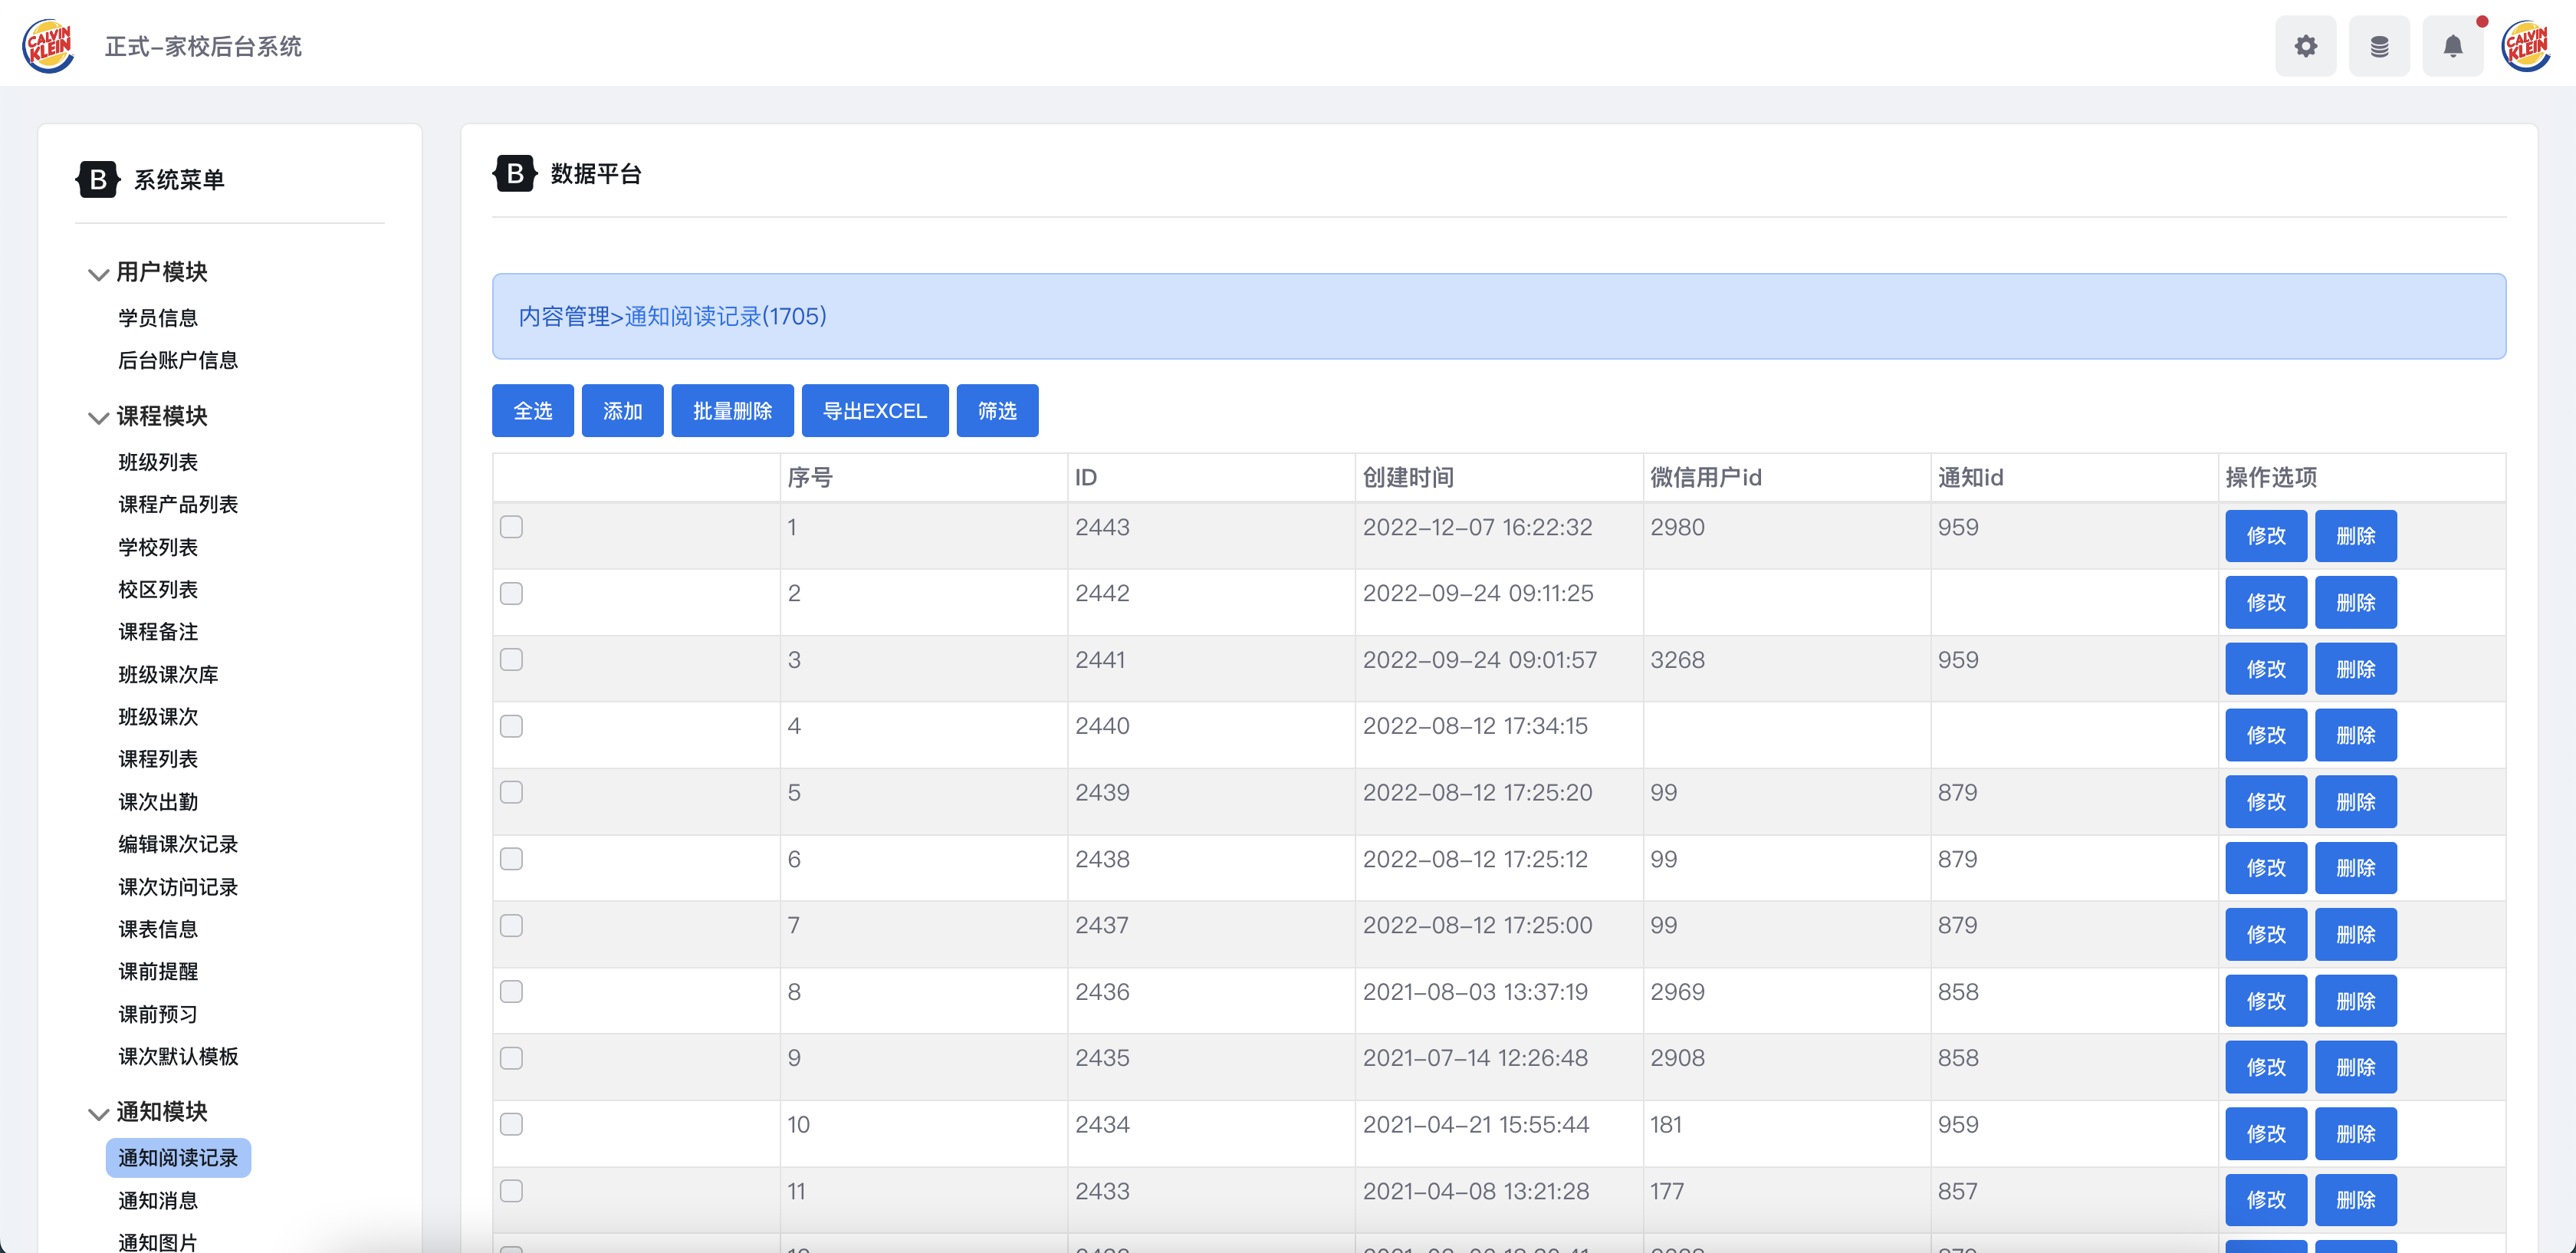 CALVIN KLEIN 正式-家校后台系统 CALVIN KLEIN
B 系统菜单
用户模块
学员信息
后台账户信息
课程模块
班级列表
课程产品列表
学校列表
校区列表
课程备注
班级课次库
班级课次
课程列表
课次出勤
编辑课次记录
课次访问记录
课表信息
课前提醒
课前预习
课次默认模板
通知模块
通知阅读记录
通知消息
通知图片
B 数据平台
内容管理>通知阅读记录(1705)
全选 添加 批量删除 导出EXCEL 筛选
序号 ID 创建时间 微信用户id 通知id 操作选项
1 2443 2022-12-07 16:22:32 2980 959 修改 删除
2 2442 2022-09-24 09:11:25 修改 删除
3 2441 2022-09-24 09:01:57 3268 959 修改 删除
4 2440 2022-08-12 17:34:15 修改 删除
5 2439 2022-08-12 17:25:20 99 879 修改 删除
6 2438 2022-08-12 17:25:12 99 879 修改 删除
7 2437 2022-08-12 17:25:00 99 879 修改 删除
8 2436 2021-08-03 13:37:19 2969 858 修改 删除
9 2435 2021-07-14 12:26:48 2908 858 修改 删除
10 2434 2021-04-21 15:55:44 181 959 修改 删除
11 2433 2021-04-08 13:21:28 177 857 修改 删除